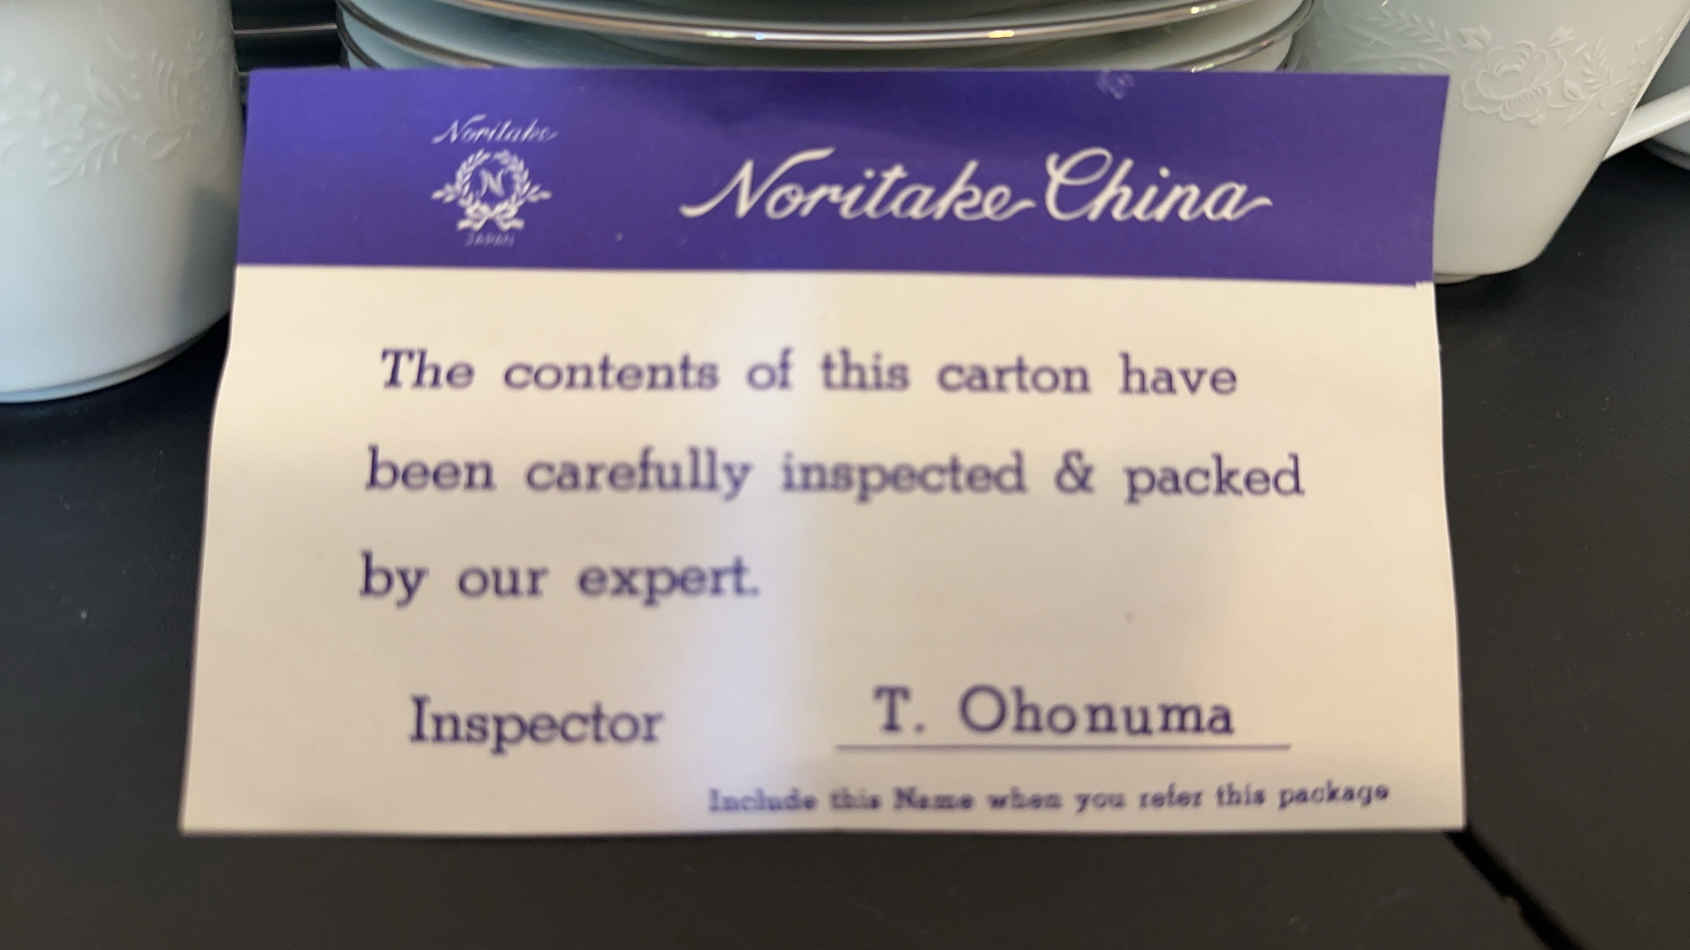 Noritake
N
JAPAN
Noritake China
The contents of this carton have
been carefully inspected & packed
by our expert.
Inspector T. Ohonuma
Include this Name when you refer this package